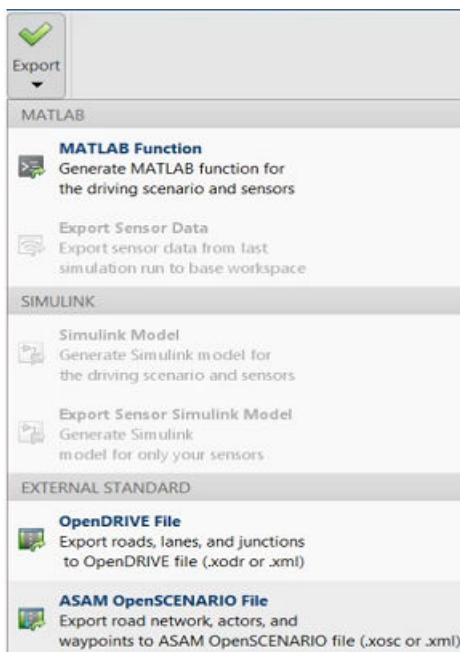 Export
MATLAB
MATLAB Function
Generate MATLAB function for
the driving scenario and sensors
Export Sensor Data
Export sensor data from last
simulation run to base workspace
SIMULINK
Simulink Model
Generate Simulink model for
the driving scenario and sensors
Export Sensor Simulink Model
Generate Simulink
model for only your sensors
EXTERNAL STANDARD
OpenDRIVE File
Export roads, lanes, and junctions
to OpenDRIVE file (.xodr or .xml)
ASAM OpenSCENARIO File
Export road network, actors, and
waypoints to ASAM OpenSCENARIO file (.xosc or .xml)